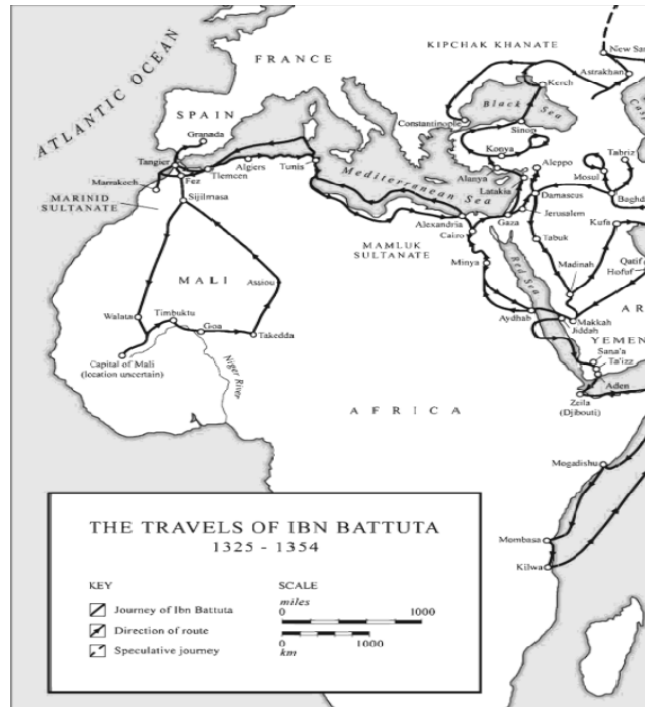 ATLANTIC OCEAN
FRANCE
KIPCHAK KHANATE
New Sar
Astrakhan
Kerch
Black Sea
Casp
SPAIN
Granada
Constantinople
Sinop
Konya
Tabriz
Tangier
Aleppo
Mosul
Marrakech
Fez
Tlemcen
Algiers
Tunis
Mediterranean Sea
Alanya
Latakia
Damascus
Baghd
MARINID
SULTANATE
Sijilmasa
Alexandria
Cairo
Gaza
Jerusalem
Kufa
MAMLUK
SULTANATE
Tabuk
Minya
Red Sea
Madinah
Qatif
Hofuf
MALI
Assiou
AR
Walata
Timbuktu
Goa
Takedda
Aydhab
Makkah
Jiddah
Capital of Mali
(location uncertain)
Niger River
YEMEN
Sana'a
Ta'izz
Aden
AFRICA
Zeila
(Djibouti)
Mogadishu
Mombasa
Kilwa
THE TRAVELS OF IBN BATTUTA
1325 - 1354
KEY
Journey of Ibn Battuta
Direction of route
Speculative journey
SCALE
miles
0 1000
0 1000
km